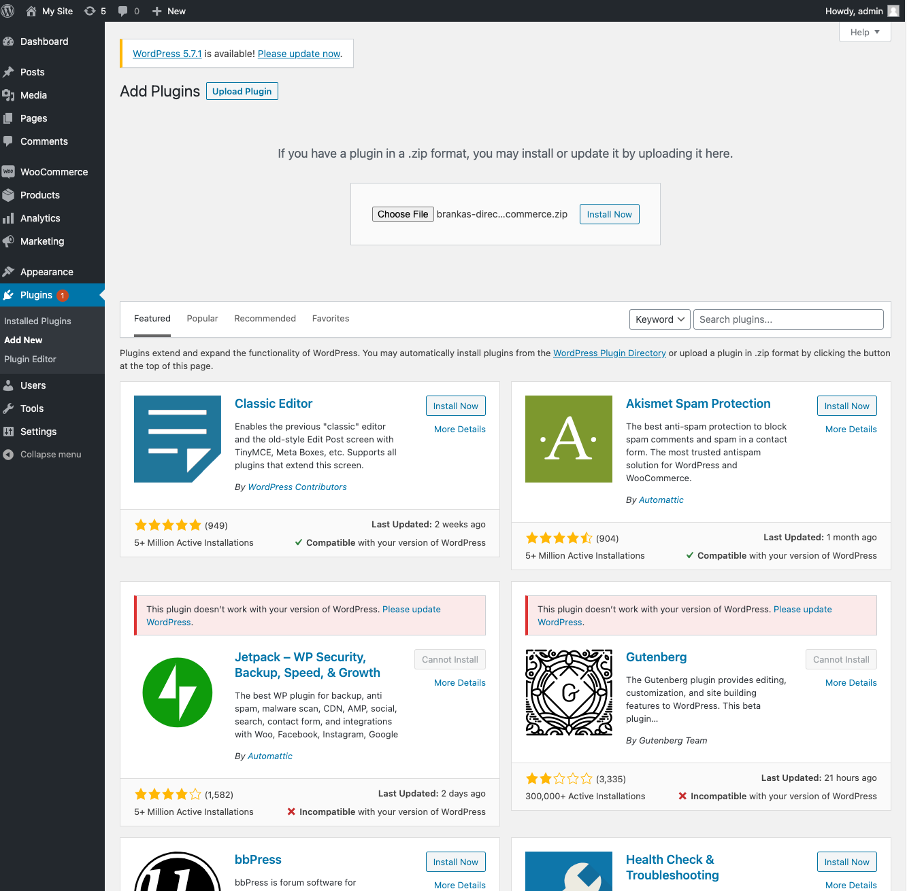 My Site 5 0 New Howdy, admin
Help
Dashboard
Posts
Media
Pages
Comments
WooCommerce
Products
Analytics
Marketing
Appearance
Plugins 1
Installed Plugins
Add New
Plugin Editor
Users
Tools
Settings
Collapse menu
WordPress 5.7.1 is available! Please update now.
Add Plugins Upload Plugin
If you have a plugin in a .zip format, you may install or update it by uploading it here.
Choose File brankas-direc...commerce.zip Install Now
Featured Popular Recommended Favorites Keyword Search plugins...
Plugins extend and expand the functionality of WordPress. You may automatically install plugins from the WordPress Plugin Directory or upload a plugin in .zip format by clicking the button
at the top of this page.
Classic Editor
Install Now
More Details
Enables the previous "classic" editor
and the old-style Edit Post screen with
TinyMCE, Meta Boxes, etc. Supports all
plugins that extend this screen.
By WordPress Contributors
(949) Last Updated: 2 weeks ago
5+ Million Active Installations Compatible with your version of WordPress
A
Akismet Spam Protection
Install Now
More Details
The best anti-spam protection to block
spam comments and spam in a contact
form. The most trusted antispam
solution for WordPress and
WooCommerce.
By Automattic
(904) Last Updated: 1 month ago
5+ Million Active Installations Compatible with your version of WordPress
This plugin doesn't work with your version of WordPress. Please update
WordPress.
Jetpack – WP Security,
Backup, Speed, & Growth
Cannot Install
More Details
The best WP plugin for backup, anti
spam, malware scan, CDN, AMP, social,
search, contact form, and integrations
with Woo, Facebook, Instagram, Google
By Automattic
(1,582) Last Updated: 2 days ago
5+ Million Active Installations Incompatible with your version of WordPress
This plugin doesn't work with your version of WordPress. Please update
WordPress.
G
Gutenberg
Cannot Install
More Details
The Gutenberg plugin provides editing,
customization, and site building
features to WordPress. This beta
plugin...
By Gutenberg Team
(3,335) Last Updated: 21 hours ago
300,000+ Active Installations Incompatible with your version of WordPress
bbPress
Install Now
More Details
bbPress is forum software for
Health Check &
Troubleshooting
Install Now
More Details